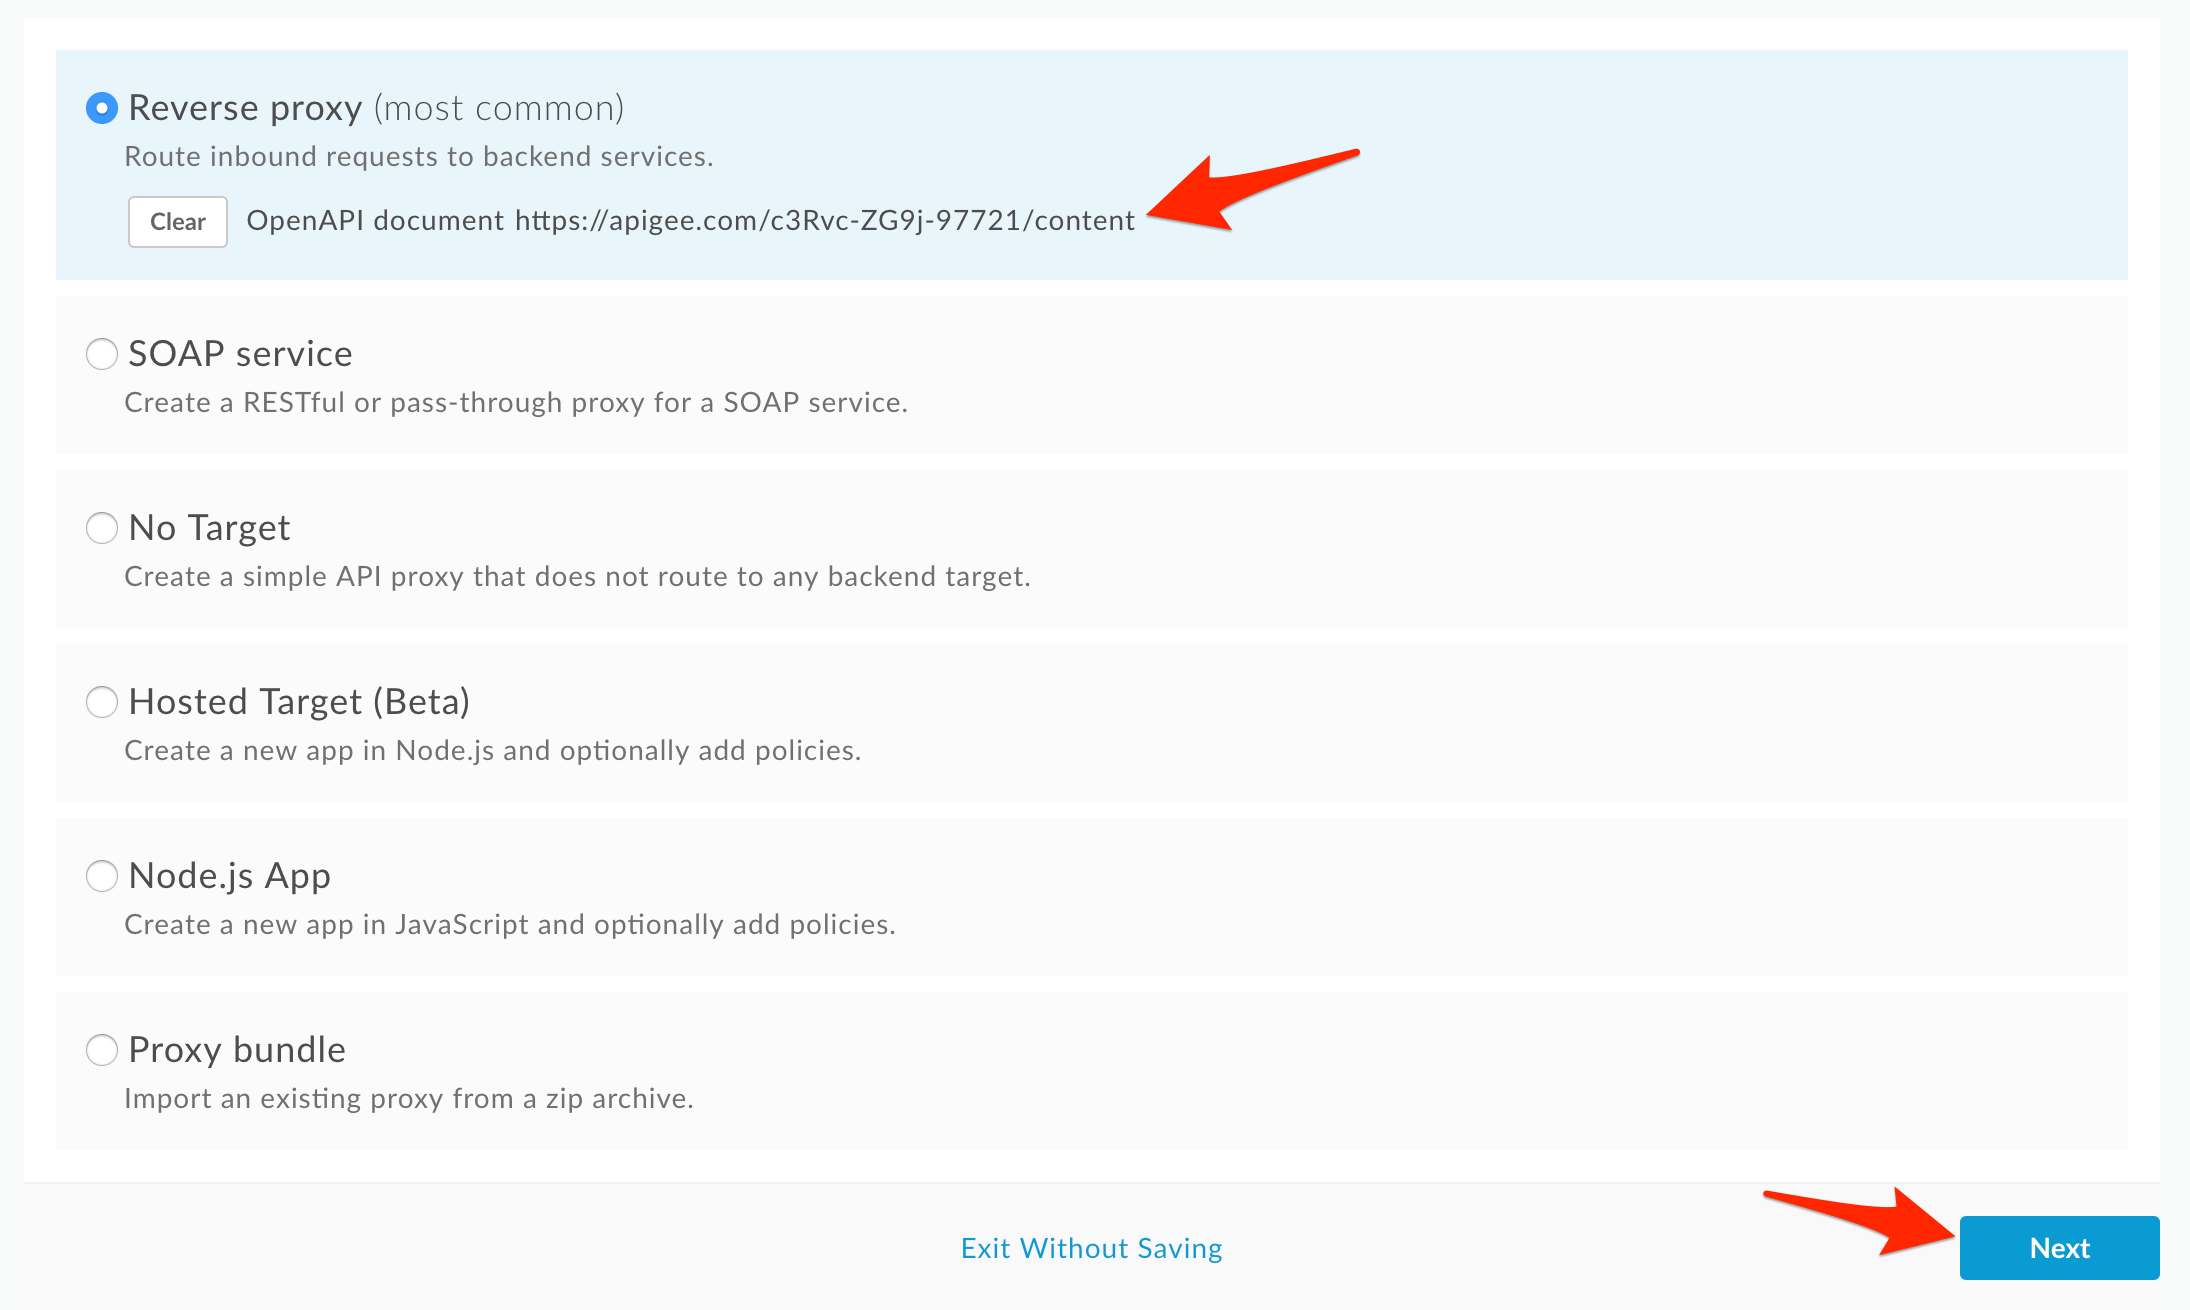 Reverse proxy (most common)
Route inbound requests to backend services.
Clear OpenAPI document https://apigee.com/c3Rvc-ZG9j-97721/content
SOAP service
Create a RESTful or pass-through proxy for a SOAP service.
No Target
Create a simple API proxy that does not route to any backend target.
Hosted Target (Beta)
Create a new app in Node.js and optionally add policies.
Node.js App
Create a new app in JavaScript and optionally add policies.
Proxy bundle
Import an existing proxy from a zip archive.
Exit Without Saving
Next